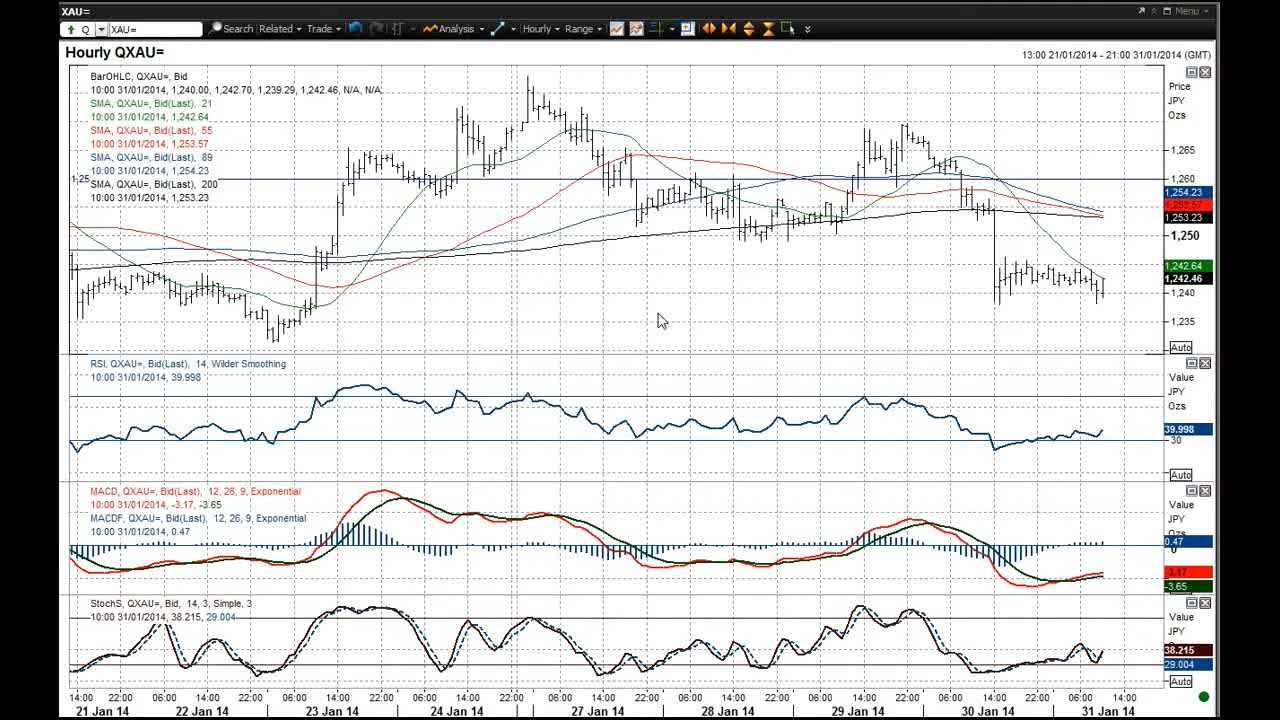 XAU=
Menu
Q XAU= Search Related Trade Analysis Hourly Range
Hourly QXAU=
13:00 21/01/2014 - 21:00 31/01/2014 (GMT)
BarOHLC, QXAU=, Bid
10:00 31/01/2014, 1,240.00, 1,242.70, 1,239.29, 1,242.46, N/A, N/A
SMA, QXAU=, Bid(Last), 21
10:00 31/01/2014, 1,242.64
SMA, QXAU=, Bid(Last), 55
10:00 31/01/2014, 1,253.57
SMA, QXAU=, Bid(Last), 89
10:00 31/01/2014, 1,254.23
SMA, QXAU=, Bid(Last), 200
10:00 31/01/2014, 1,253.23
Price
JPY
Ozs
1,265
1,260
1,254.23
1,253.57
1,253.23
1,250
1,242.64
1,242.46
1,240
1,235
Auto
RSI, QXAU=, Bid(Last), 14, Wilder Smoothing
10:00 31/01/2014, 39.998
Value
JPY
Ozs
39.998
30
Auto
MACD, QXAU=, Bid(Last), 12, 26, 9, Exponential
10:00 31/01/2014, -3.17, -3.65
MACDF, QXAU=, Bid(Last), 12, 26, 9, Exponential
10:00 31/01/2014, 0.47
Value
JPY
Ozs
0.47
0
-3.17
-3.65
StochS, QXAU=, Bid, 14, 3, Simple, 3
10:00 31/01/2014, 38.215, 29.004
Value
JPY
38.215
29.004
Auto
14:00 22:00 06:00 14:00 22:00 06:00 14:00 22:00 06:00 14:00 22:00 06:00 14:00 22:00 06:00 14:00 22:00 06:00 14:00 22:00 06:00 14:00 22:00 06:00 14:00
21 Jan 14 22 Jan 14 23 Jan 14 24 Jan 14 27 Jan 14 28 Jan 14 29 Jan 14 30 Jan 14 31 Jan 14